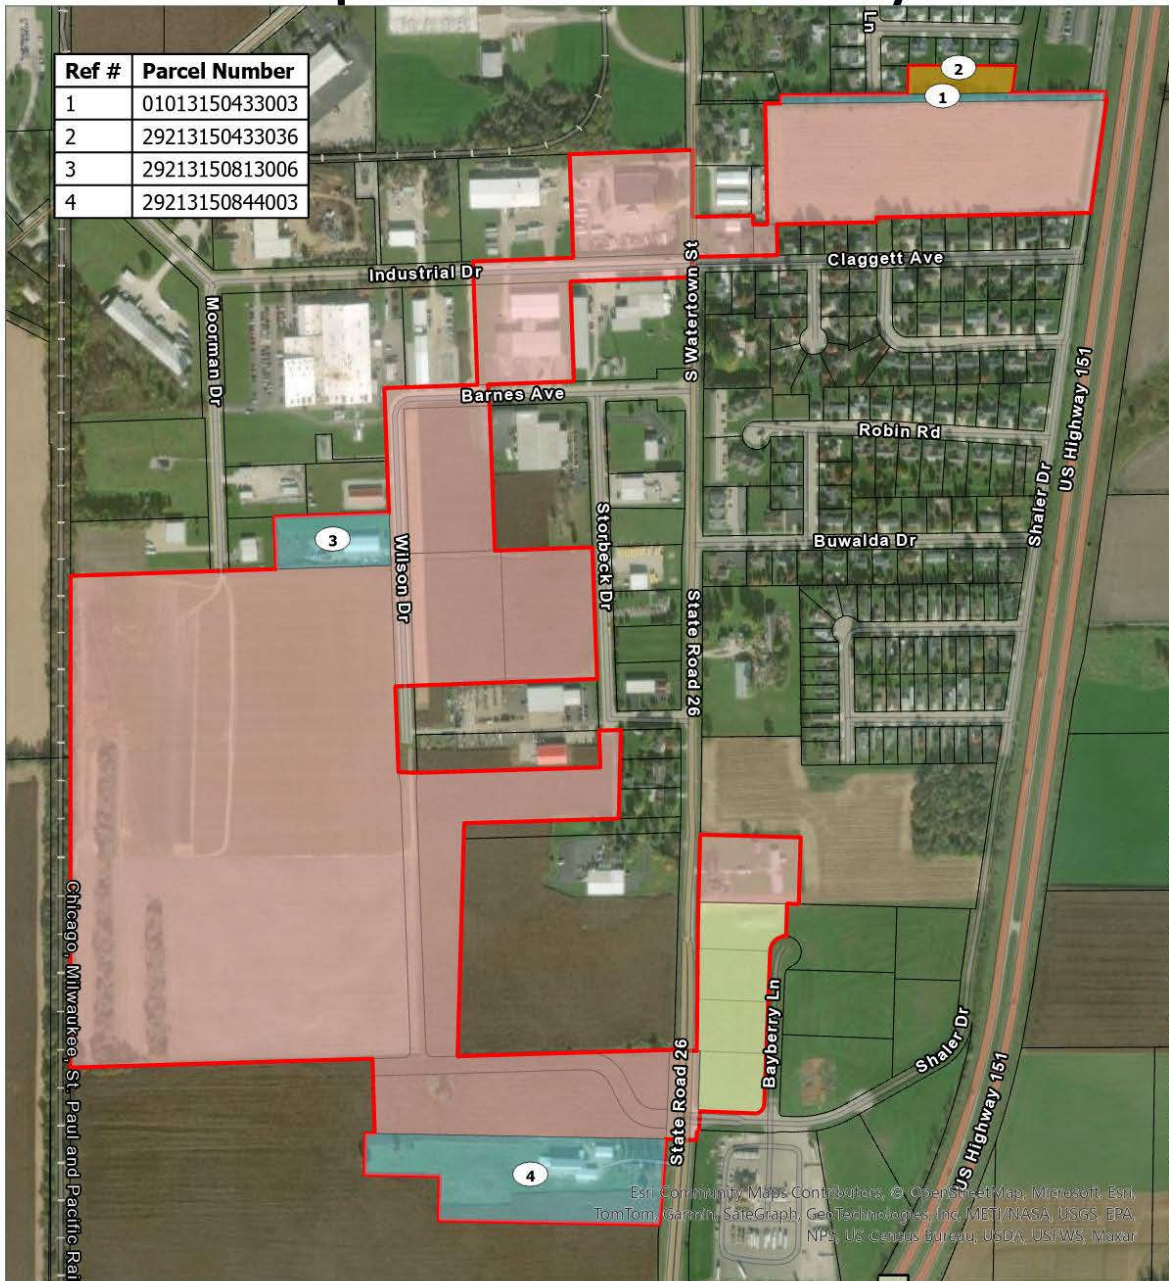 Ln
Ref # Parcel Number
1 01013150433003
2 29213150433036
3 29213150813006
4 29213150844003
2
1
Industrial Dr
S Watertown St
Claggett Ave
Moorman Dr
Barnes Ave
US Highway 151
Robin Rd
Shaler Dr
Storbeck Dr
3
Wilson Dr
Buwalda Dr
State Road 26
Chicago, Milwaukee, St. Paul and Pacific Rai
Bayberry Ln
Shaler Dr
State Road 26
US Highway 151
4
Esri Community Maps Contributors, © OpenStreetMap, Microsoft, Esri,
TomTom, Garmin, SafeGraph, GeoTechnologies, Inc, METI/NASA, USGS, EPA,
NPS, US Census Bureau, USDA, USFWS, Maxar